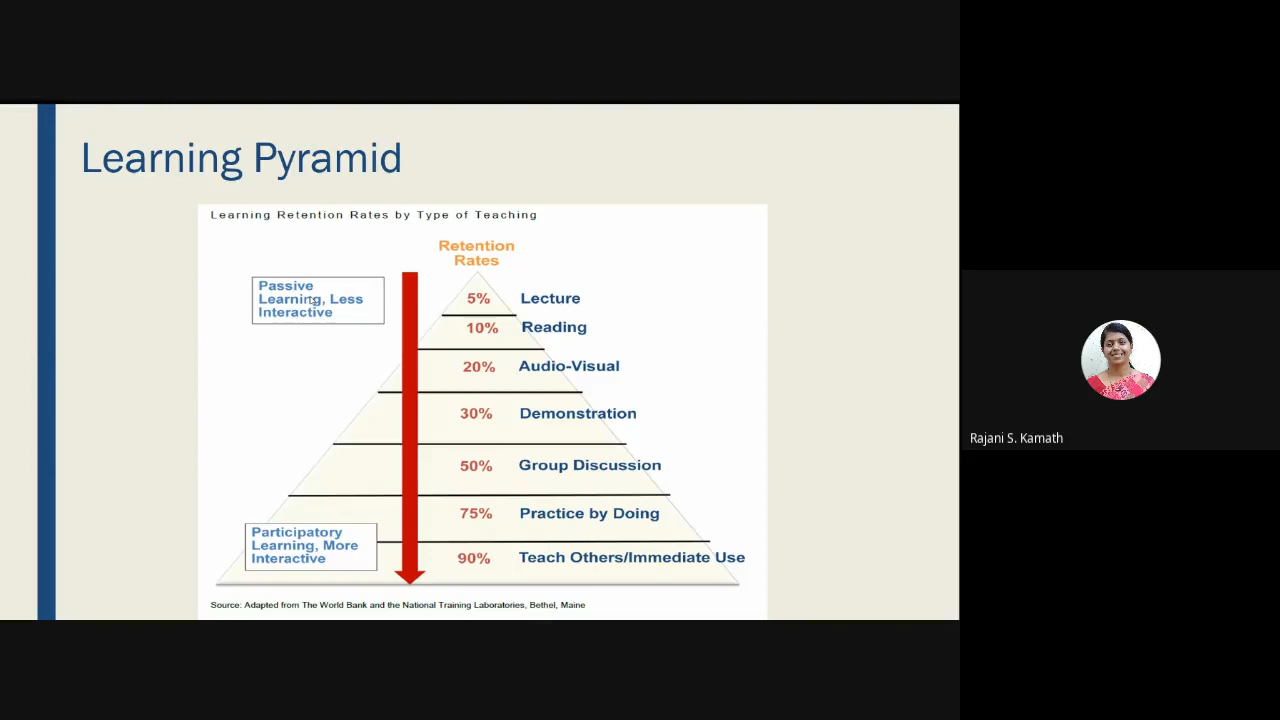 Learning Pyramid
Learning Retention Rates by Type of Teaching
Retention
Rates
Passive
Learning, Less
Interactive
5% Lecture
10% Reading
20% Audio-Visual
30% Demonstration
50% Group Discussion
75% Practice by Doing
Participatory
Learning, More
Interactive
90% Teach Others/Immediate Use
Source: Adapted from The World Bank and the National Training Laboratories, Bethel, Maine
Rajani S. Kamath